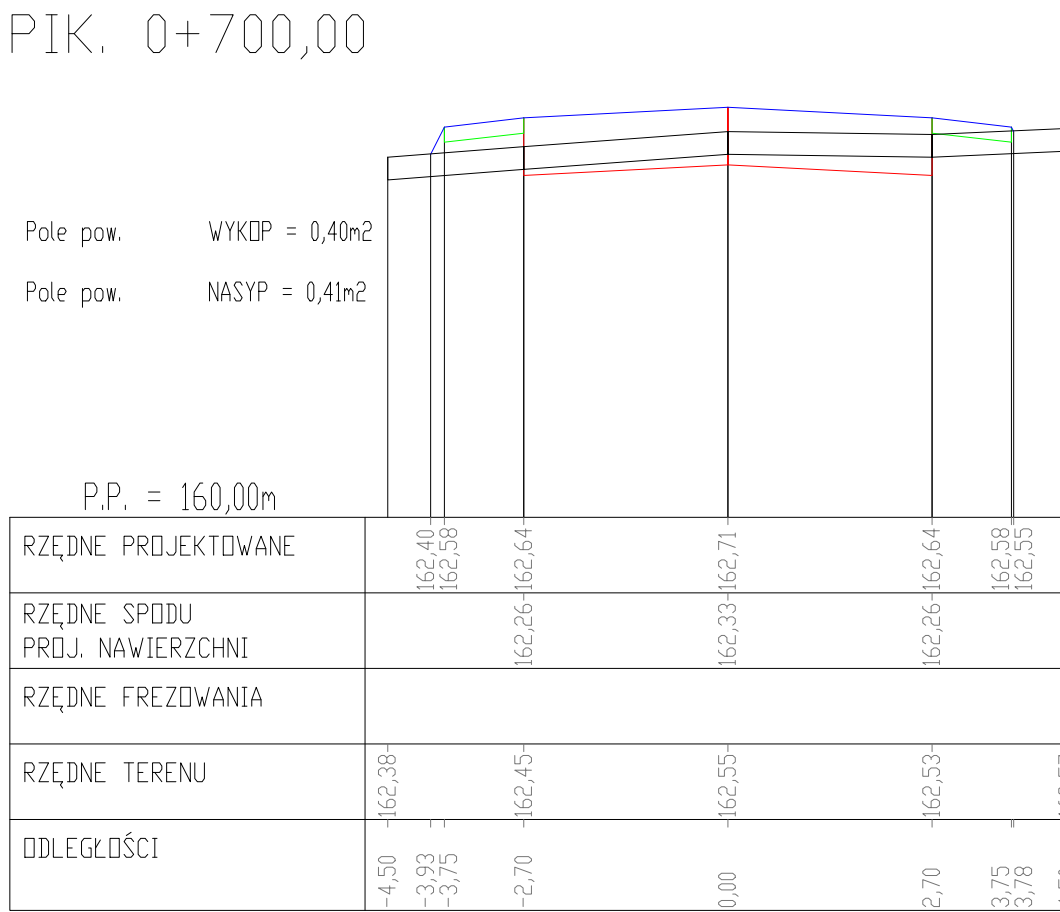 PIK. 0+700,00
Pole pow. WYKOP = 0,40m2
Pole pow. NASYP = 0,41m2
P.P. = 160,00m
RZĘDNE PROJEKTOWANE 162,40 162,58 162,64 162,71 162,64 162,58 162,55
RZĘDNE SPODU
PROJ. NAWIERZCHNI 162,26 162,33 162,26
RZĘDNE FREZOWANIA
RZĘDNE TERENU 162,38 162,45 162,55 162,53
ODLEGŁOŚCI -4,50 -3,93 -3,75 -2,70 0,00 2,70 3,75 3,78